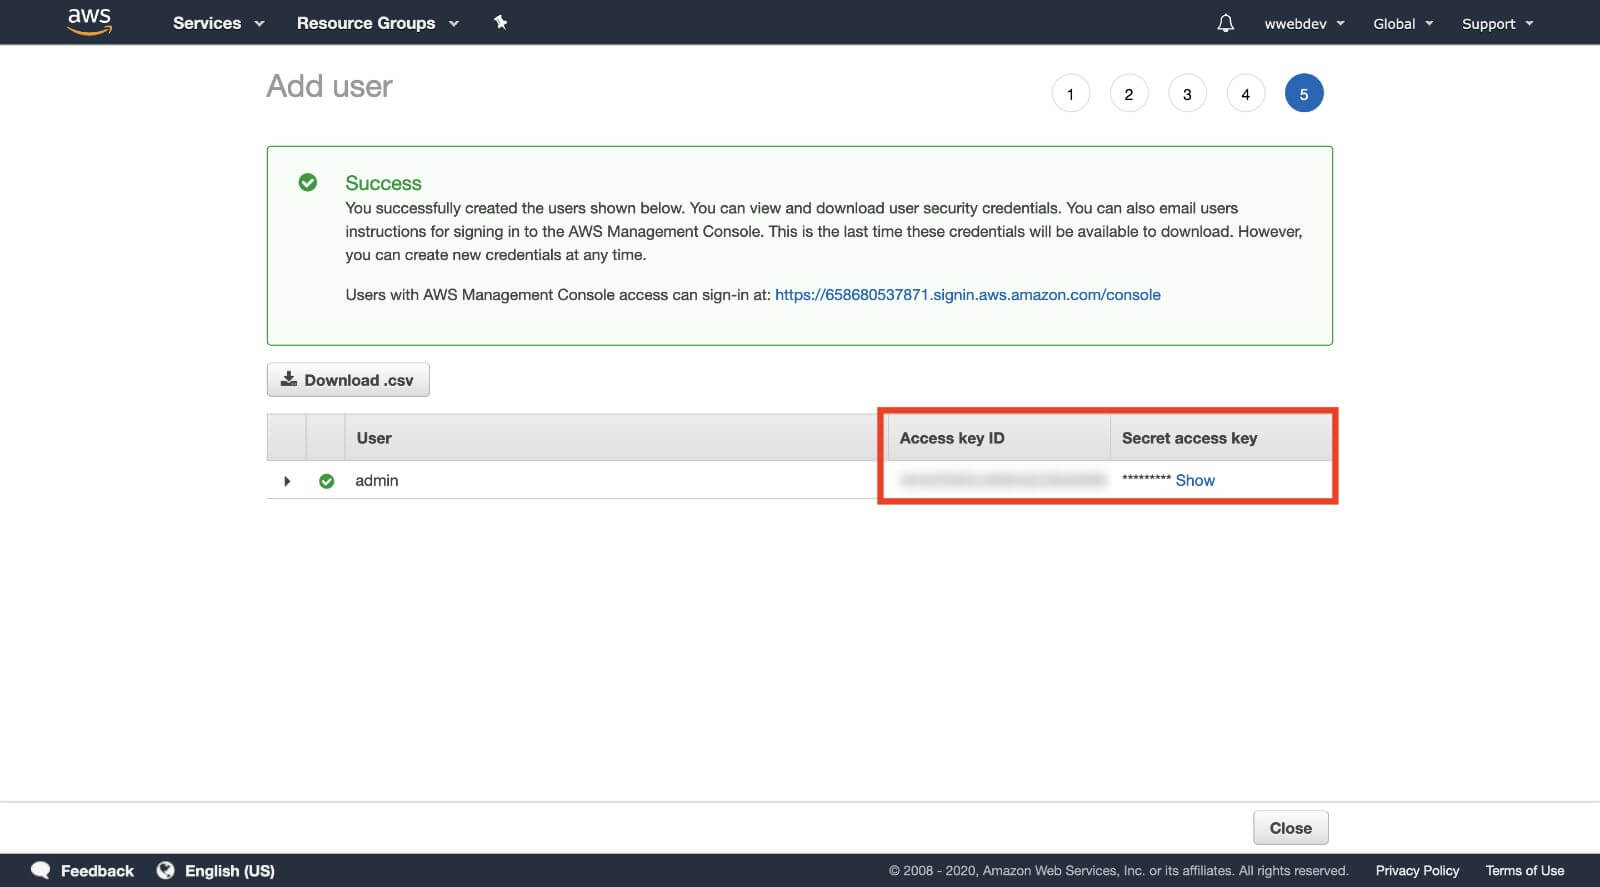 aws Services Resource Groups wwebdev Global Support
Add user 1 2 3 4 5
Success
You successfully created the users shown below. You can view and download user security credentials. You can also email users
instructions for signing in to the AWS Management Console. This is the last time these credentials will be available to download. However,
you can create new credentials at any time.
Users with AWS Management Console access can sign-in at: https://658680537871.signin.aws.amazon.com/console
Download .csv
User Access key ID Secret access key
admin ********* Show
Close
Feedback English (US) © 2008 - 2020, Amazon Web Services, Inc. or its affiliates. All rights reserved. Privacy Policy Terms of Use